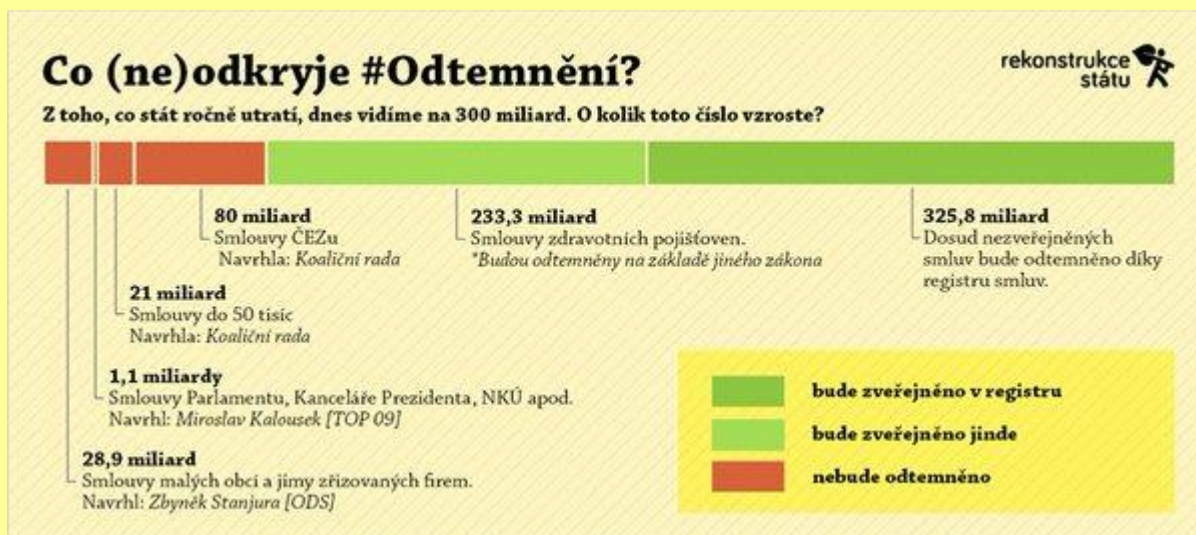 Co (ne)odkryje #Odtemnění?
rekonstrukce
státu
Z toho, co stát ročně utratí, dnes vidíme na 300 miliard. O kolik toto číslo vzroste?
80 miliard
Smlouvy ČEZu
Navrhla: Koaliční rada
233,3 miliard
Smlouvy zdravotních pojišťoven.
*Budou odtemněny na základě jiného zákona
325,8 miliard
Dosud nezveřejněných
smluv bude odtemněno díky
registru smluv.
21 miliard
Smlouvy do 50 tisíc
Navrhla: Koaliční rada
1,1 miliardy
Smlouvy Parlamentu, Kanceláře Prezidenta, NKÚ apod.
Navrhl: Miroslav Kalousek [TOP 09]
28,9 miliard
Smlouvy malých obcí a jimy zřizovaných firem.
Navrhl: Zbyněk Stanjura [ODS]
bude zveřejněno v registru
bude zveřejněno jinde
nebude odtemněno